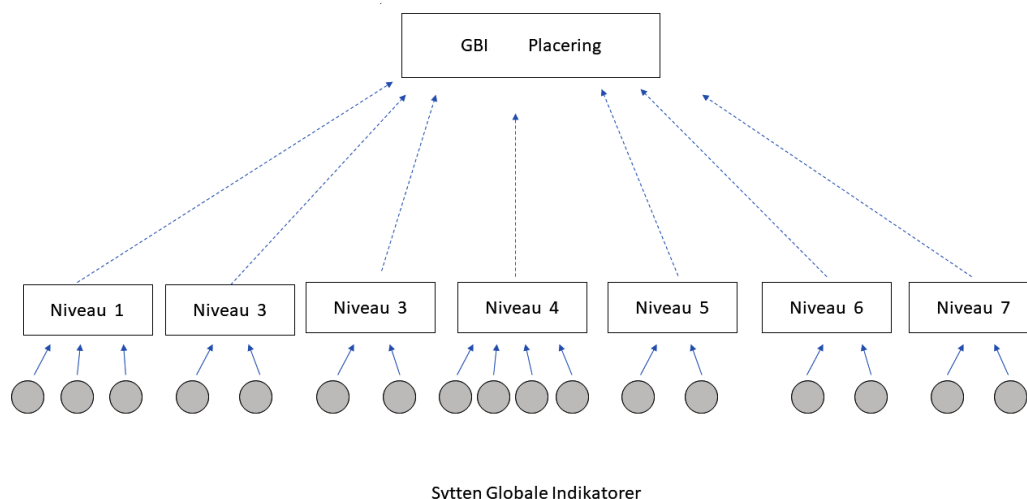 GBI Placering
Niveau 1
Niveau 3
Niveau 3
Niveau 4
Niveau 5
Niveau 6
Niveau 7
Sytten Globale Indikatorer